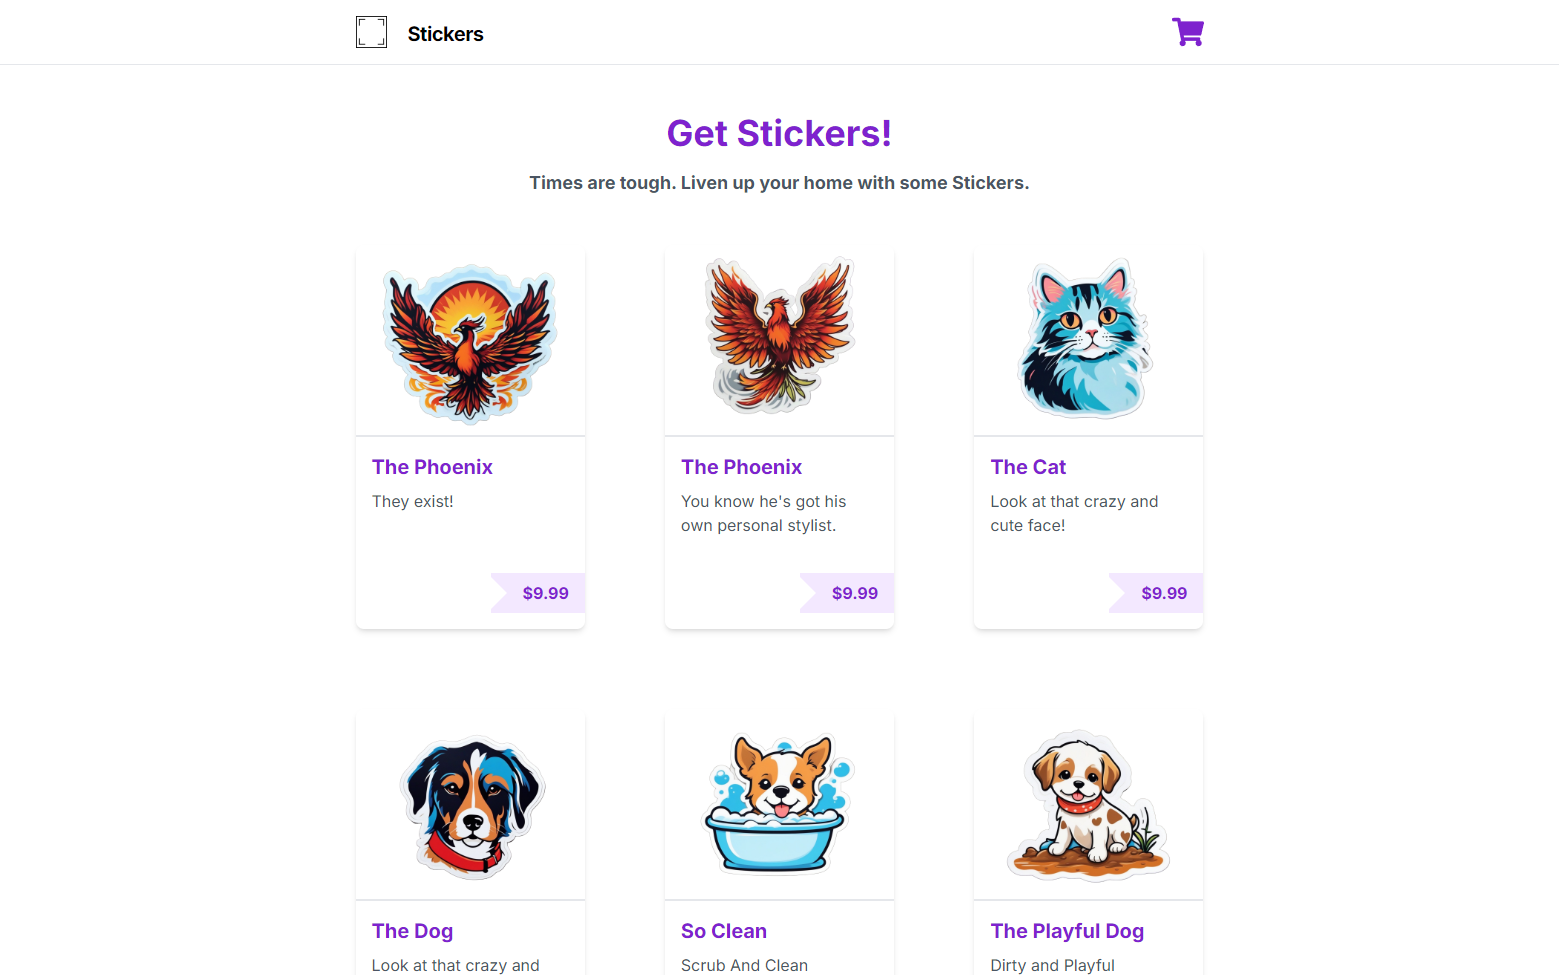 Stickers
Get Stickers!
Times are tough. Liven up your home with some Stickers.
The Phoenix
They exist!
$9.99
The Phoenix
You know he's got his
own personal stylist.
$9.99
The Cat
Look at that crazy and
cute face!
$9.99
The Dog
Look at that crazy and
So Clean
Scrub And Clean
The Playful Dog
Dirty and Playful